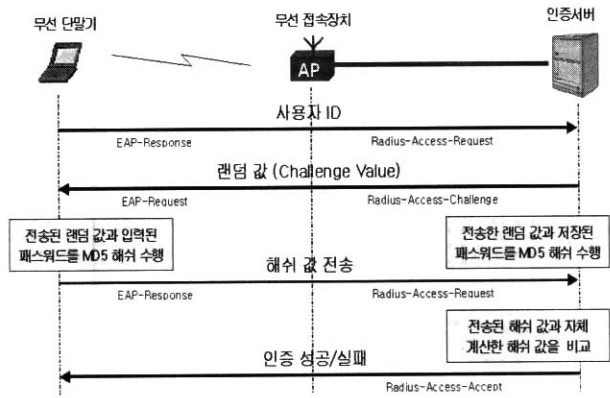 무선 단말기
무선 접속장치
인증서버
AP
사용자 ID
EAP-Response
Radius-Access-Request
랜덤 값 (Challenge Value)
EAP-Request
Radius-Access-Challenge
전송된 랜덤 값과 입력된
패스워드를 MD5 해쉬 수행
전송한 랜덤 값과 저장된
패스워드를 MD5 해쉬 수행
해쉬 값 전송
EAP-Response
Radius-Access-Request
전송된 해쉬 값과 자체
계산한 해쉬 값을 비교
인증 성공/실패
Radius-Access-Accept